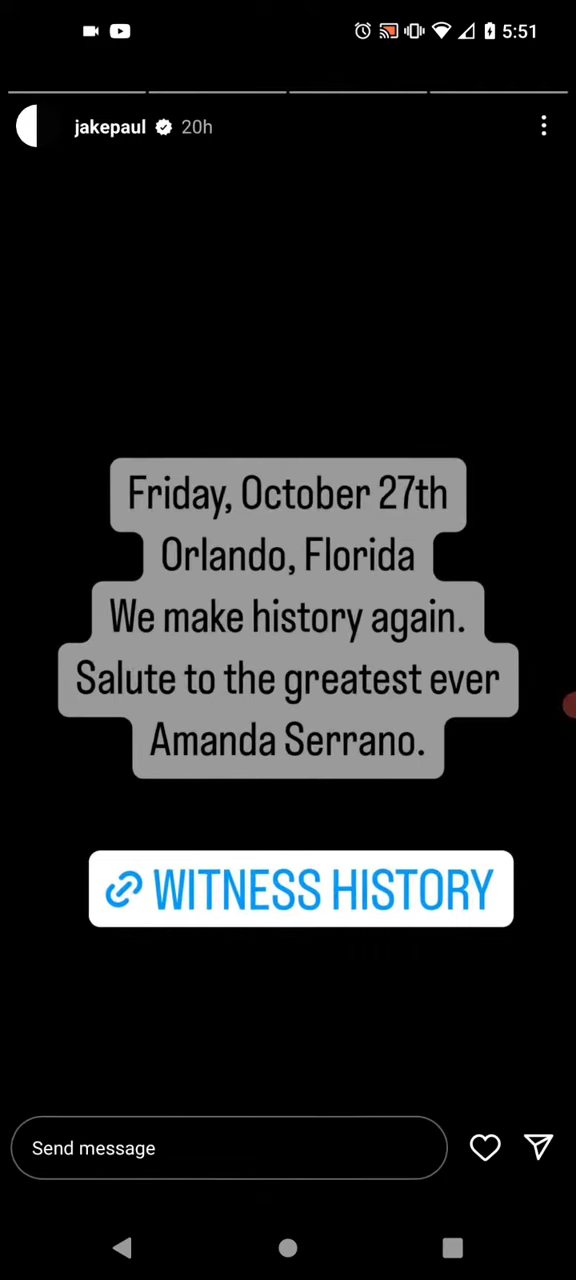 5:51
jakepaul 20h
Friday, October 27th
Orlando, Florida
We make history again.
Salute to the greatest ever
Amanda Serrano.
WITNESS HISTORY
Send message